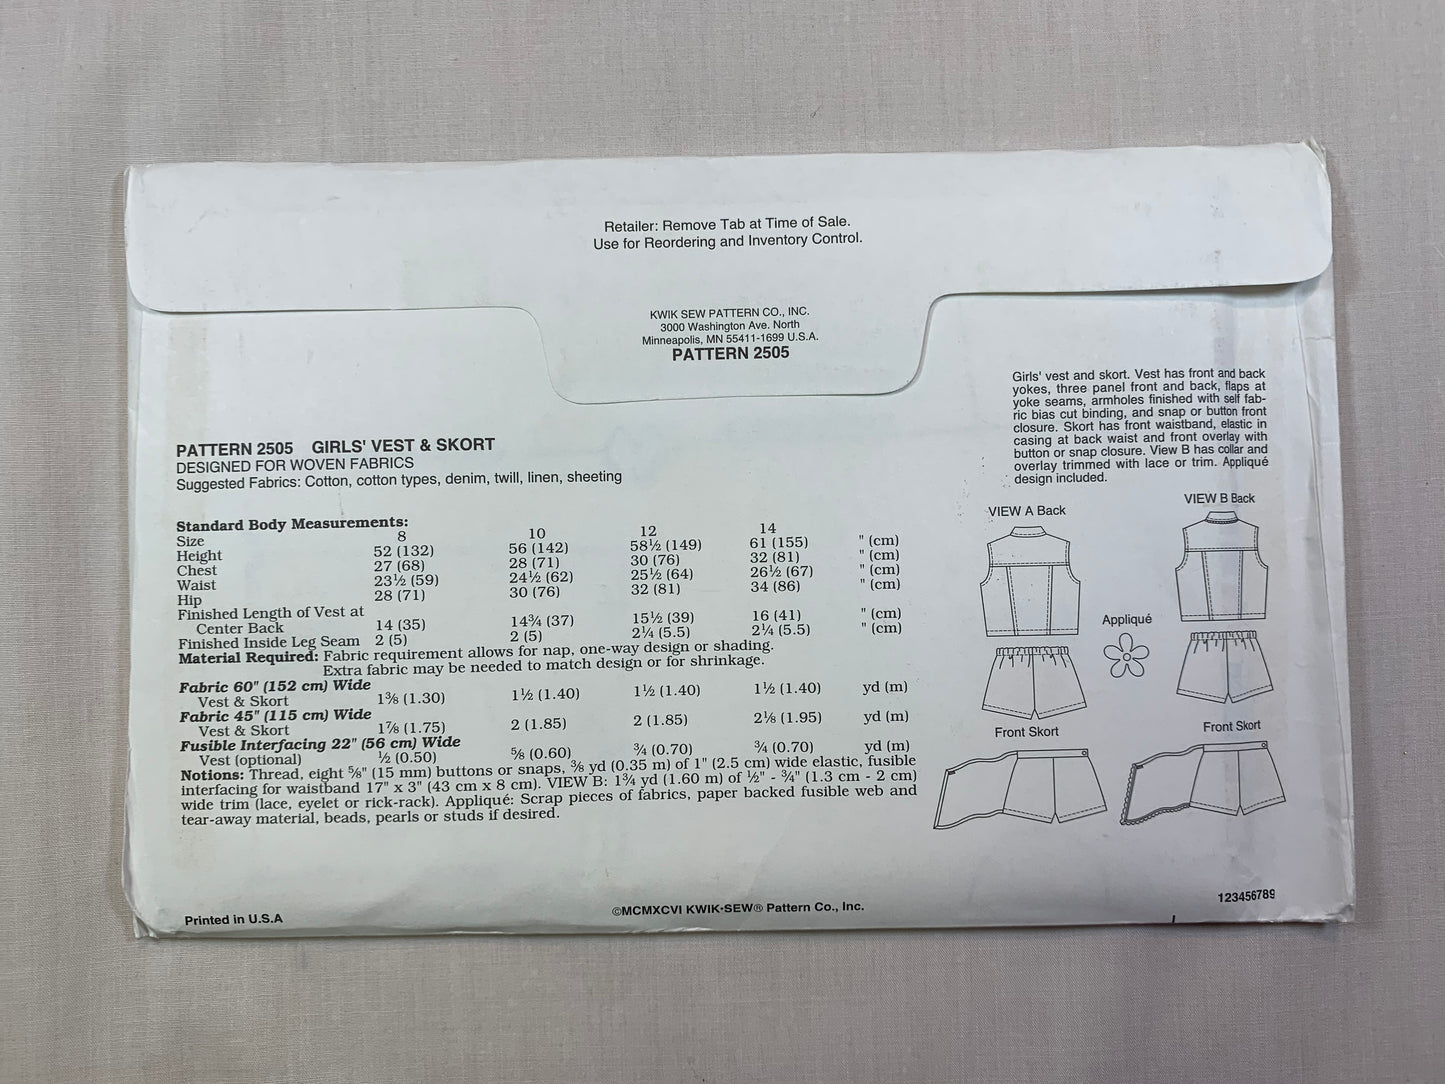 Retailer: Remove Tab at Time of Sale.
Use for Reordering and Inventory Control.
KWIK SEW PATTERN CO., INC.
3000 Washington Ave. North
Minneapolis, MN 55411-1699 U.S.A.
PATTERN 2505
Girls' vest and skort. Vest has front and back
yokes, three panel front and back, flaps at
yoke seams, armholes finished with self fab-
ric bias cut binding, and snap or button front
closure. Skort has front waistband, elastic in
casing at back waist and front overlay with
button or snap closure. View B has collar and
overlay trimmed with lace or trim. Appliqué
design included.
PATTERN 2505 GIRLS' VEST & SKORT
DESIGNED FOR WOVEN FABRICS
Suggested Fabrics: Cotton, cotton types, denim, twill, linen, sheeting
Standard Body Measurements:
Size 8 10 12 14
Height 52 (132) 56 (142) 58½ (149) 61 (155) " (cm)
Chest 27 (68) 28 (71) 30 (76) 32 (81) " (cm)
Waist 23½ (59) 24½ (62) 25½ (64) 26½ (67) " (cm)
Hip 28 (71) 30 (76) 32 (81) 34 (86) " (cm)
Finished Length of Vest at
Center Back 14 (35) 14¾ (37) 15½ (39) 16 (41) " (cm)
Finished Inside Leg Seam 2 (5) 2 (5) 2¼ (5.5) 2¼ (5.5) " (cm)
Material Required: Fabric requirement allows for nap, one-way design or shading.
Extra fabric may be needed to match design or for shrinkage.
Fabric 60" (152 cm) Wide
Vest & Skort 1⅜ (1.30) 1½ (1.40) 1½ (1.40) 1½ (1.40) yd (m)
Fabric 45" (115 cm) Wide
Vest & Skort 1⅞ (1.75) 2 (1.85) 2 (1.85) 2⅛ (1.95) yd (m)
Fusible Interfacing 22" (56 cm) Wide
Vest (optional) ½ (0.50) ⅝ (0.60) ¾ (0.70) ¾ (0.70) yd (m)
Notions: Thread, eight ⅝" (15 mm) buttons or snaps, ⅜ yd (0.35 m) of 1" (2.5 cm) wide elastic, fusible
interfacing for waistband 17" x 3" (43 cm x 8 cm). VIEW B: 1¾ yd (1.60 m) of ½" - ¾" (1.3 cm - 2 cm)
wide trim (lace, eyelet or rick-rack). Appliqué: Scrap pieces of fabrics, paper backed fusible web and
tear-away material, beads, pearls or studs if desired.
VIEW A Back
VIEW B Back
Appliqué
Front Skort
Front Skort
Printed in U.S.A
©MCMXCVI KWIK•SEW® Pattern Co., Inc.
123456789